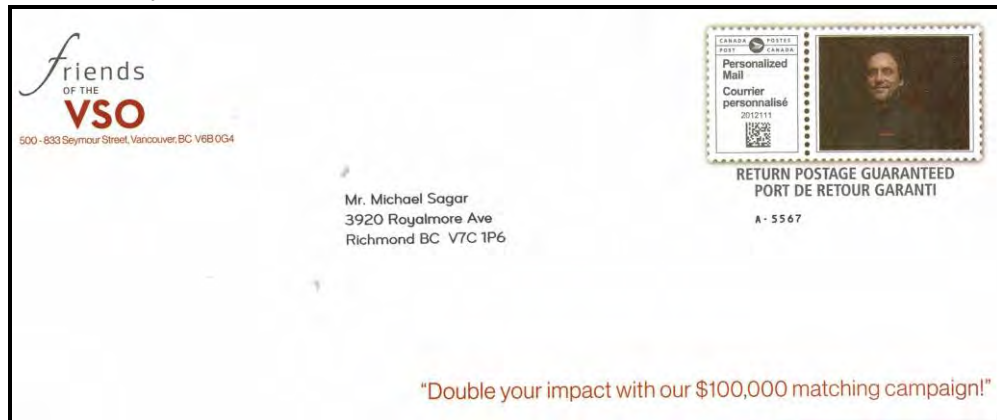 friends
OF THE
VSO
500 - 833 Seymour Street, Vancouver, BC V6B 0G4
CANADA POSTES
POST CANADA
Personalized
Mail
Courrier
personnalisé
2012111
RETURN POSTAGE GUARANTEED
PORT DE RETOUR GARANTI
A - 5567
Mr. Michael Sagar
3920 Royalmore Ave
Richmond BC V7C 1P6
“Double your impact with our $100,000 matching campaign!”